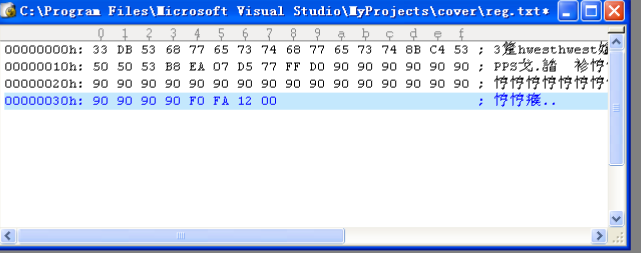 C:\Program Files\Microsoft Visual Studio\MyProjects\cover\reg.txt*
0 1 2 3 4 5 6 7 8 9 a b c d e f
00000000h: 33 DB 53 68 77 65 73 74 68 77 65 73 74 8B C4 53 ; 3跾hwesthwest嬆
00000010h: 50 50 53 B8 EA 07 D5 77 FF D0 90 90 90 90 90 90 ; PPS戈.誻
00000020h: 90 90 90 90 90 90 90 90 90 90 90 90 90 90 90 90 ; 悙悙悙悙悙悙悙
00000030h: 90 90 90 90 F0 FA 12 00 ; 悙悙瘊..